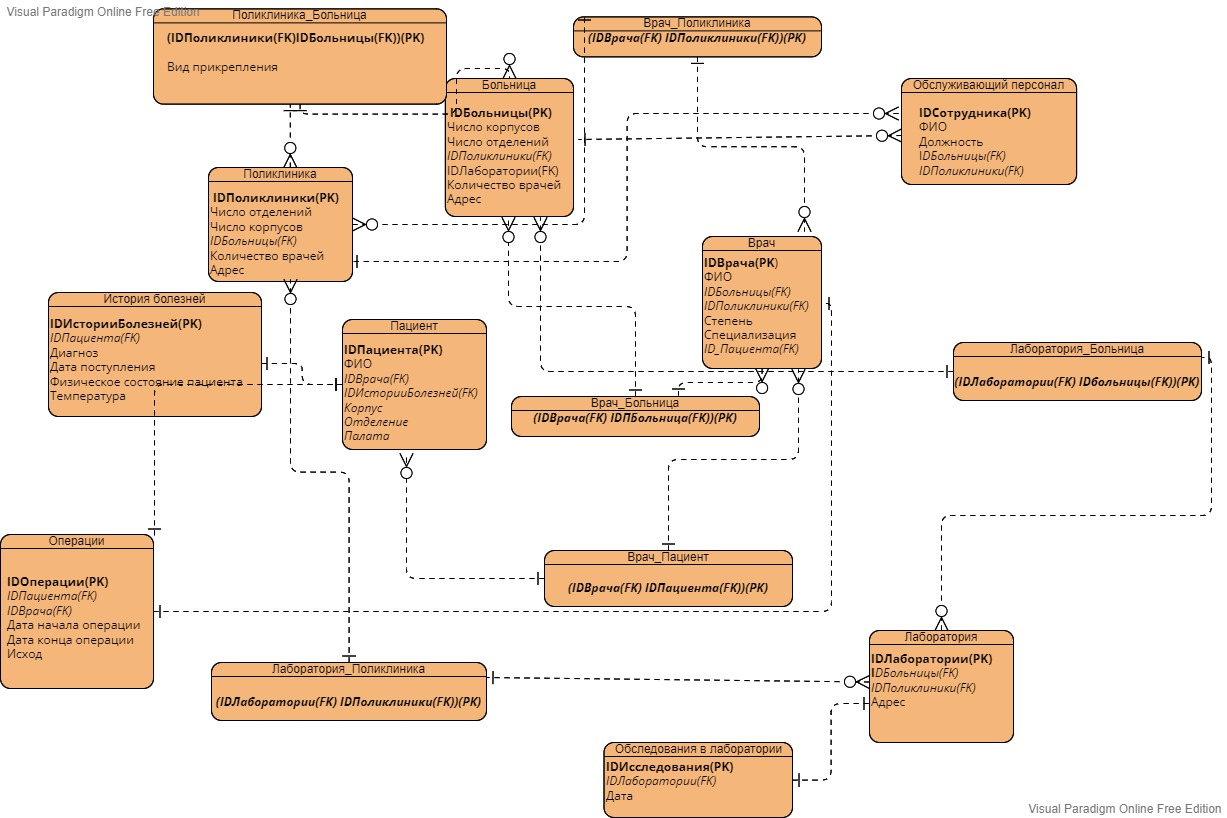 Visual Paradigm Online Free Edition
Поликлиника_Больница
(IDПоликлиники(FK)IDБольницы(FK))(PK)
Вид прикрепления
Врач_Поликлиника
(IDВрача(FK) IDПоликлиники(FK))(PK)
Больница
IDБольницы(PK)
Число корпусов
Число отделений
IDПоликлиники(FK)
IDЛаборатории(FK)
Количество врачей
Адрес
Обслуживающий персонал
IDСотрудника(PK)
ФИО
Должность
IDБольницы(FK)
IDПоликлиники(FK)
Поликлиника
IDПоликлиники(PK)
Число отделений
Число корпусов
IDБольницы(FK)
Количество врачей
Адрес
Врач
IDВрача(PK)
ФИО
IDБольницы(FK)
IDПоликлиники(FK)
Степень
Специализация
ID_Пациента(FK)
История болезней
IDИсторииБолезней(PK)
IDПациента(FK)
Диагноз
Дата поступления
Физическое состояние пациента
Температура
Пациент
IDПациента(PK)
ФИО
IDВрача(FK)
IDИсторииБолезней(FK)
Корпус
Отделение
Палата
Лаборатория_Больница
(IDЛаборатории(FK) IDбольницы(FK))(PK)
Врач_Больница
(IDВрача(FK) IDПБольница(FK))(PK)
Операции
IDОперации(PK)
IDПациента(FK)
IDВрача(FK)
Дата начала операции
Дата конца операции
Исход
Врач_Пациент
(IDВрача(FK) IDПациента(FK))(PK)
Лаборатория
IDЛаборатории(PK)
IDБольницы(FK)
IDПоликлиники(FK)
Адрес
Лаборатория_Поликлиника
(IDЛаборатории(FK) IDПоликлиники(FK))(PK)
Обследования в лаборатории
IDИсследования(PK)
IDЛаборатории(FK)
Дата
Visual Paradigm Online Free Edition